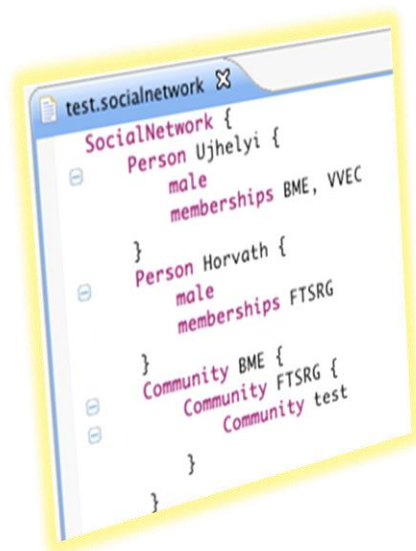 test.socialnetwork
SocialNetwork {
Person Ujhelyi {
male
memberships BME, VVEC
}
Person Horvath {
male
memberships FTSRG
}
Community BME {
Community FTSRG {
Community test
}
}